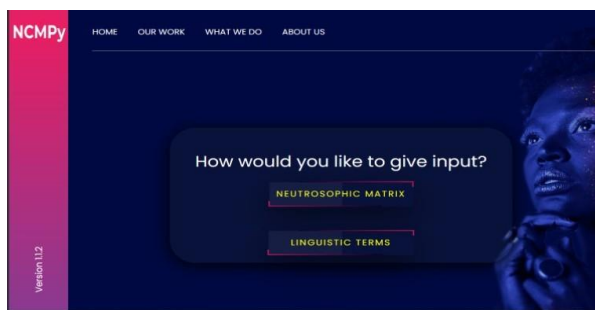 NCMPy
HOME OUR WORK WHAT WE DO ABOUT US
How would you like to give input?
NEUTROSOPHIC MATRIX
LINGUISTIC TERMS
Version 1.1.2